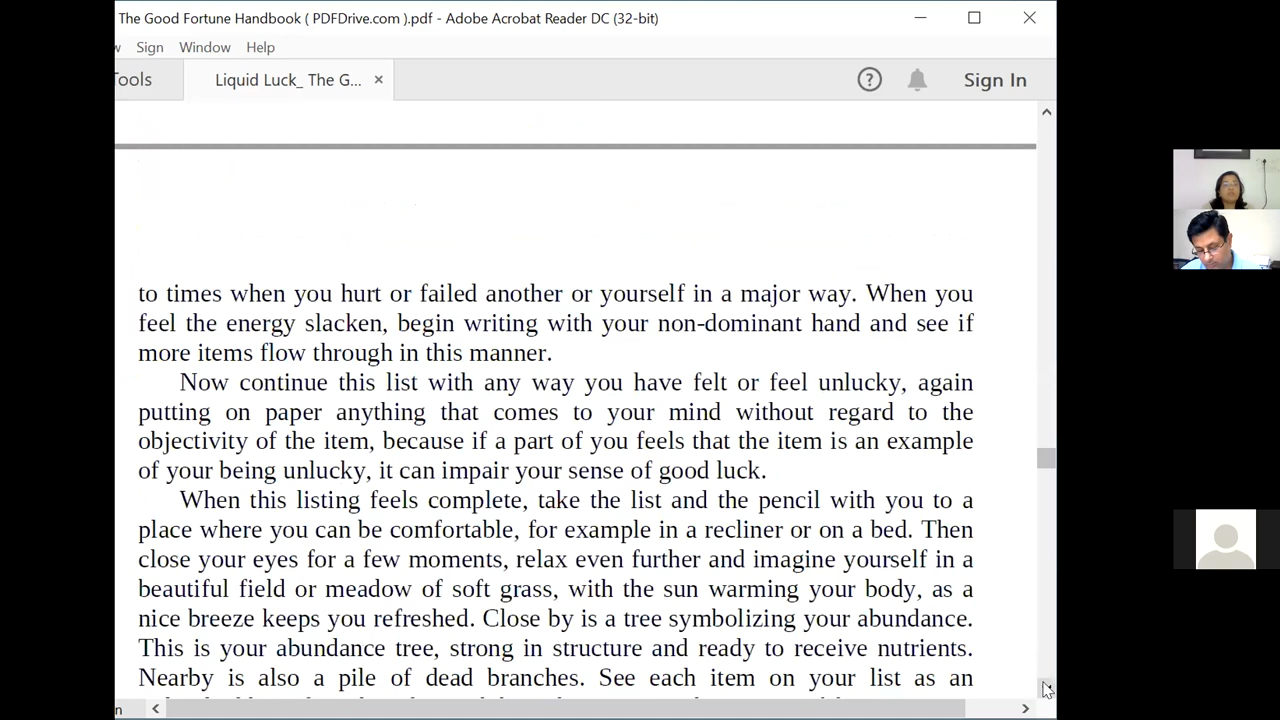 The Good Fortune Handbook ( PDFDrive.com ).pdf - Adobe Acrobat Reader DC (32-bit)
Sign Window Help
Tools Liquid Luck_ The G... Sign In
to times when you hurt or failed another or yourself in a major way. When you
feel the energy slacken, begin writing with your non-dominant hand and see if
more items flow through in this manner.
Now continue this list with any way you have felt or feel unlucky, again
putting on paper anything that comes to your mind without regard to the
objectivity of the item, because if a part of you feels that the item is an example
of your being unlucky, it can impair your sense of good luck.
When this listing feels complete, take the list and the pencil with you to a
place where you can be comfortable, for example in a recliner or on a bed. Then
close your eyes for a few moments, relax even further and imagine yourself in a
beautiful field or meadow of soft grass, with the sun warming your body, as a
nice breeze keeps you refreshed. Close by is a tree symbolizing your abundance.
This is your abundance tree, strong in structure and ready to receive nutrients.
Nearby is also a pile of dead branches. See each item on your list as an